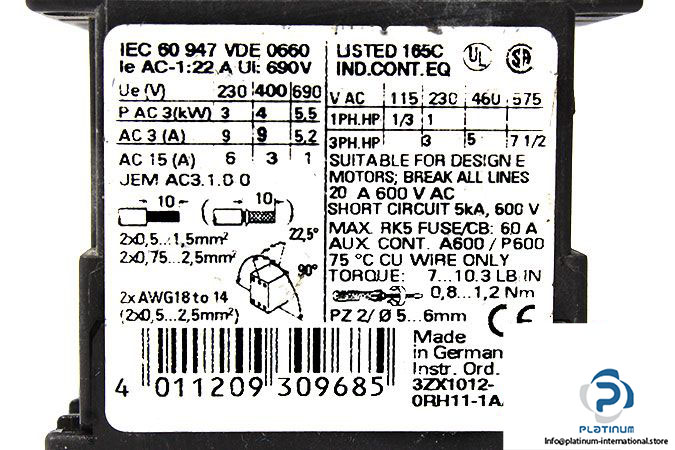 IEC 60 947 VDE 0660
Ie AC-1:22 A UI: 690V
Ue (V) 230 400 690
P AC 3(kW) 3 4 5,5
AC 3 (A) 9 9 5,2
AC 15 (A) 6 3 1
JEM AC3.1.0 0
10 ( 10 )
2x0,5...1,5mm²
2x0,75...2,5mm²
22,5°
90°
2x AWG18 to 14
(2x0,5...2,5mm²)
LISTED 165C
IND.CONT.EQ
UL
SA
V AC 115 230 460 575
1PH.HP 1/3 1
3PH.HP 3 5 7 1/2
SUITABLE FOR DESIGN E
MOTORS; BREAK ALL LINES
20 A 600 V AC
SHORT CIRCUIT 5kA, 600 V
MAX. RK5 FUSE/CB: 60 A
AUX. CONT. A600 / P600
75 °C CU WIRE ONLY
TORQUE: 7...10.3 LB IN
0,8...1,2 Nm
PZ 2/ Ø 5...6mm
CE
4 011209 309685
Made
in German
Instr. Ord.
3ZX1012-
0RH11-1A
PLATINUM
INTERNATIONAL
Email: info@platinum-international.store